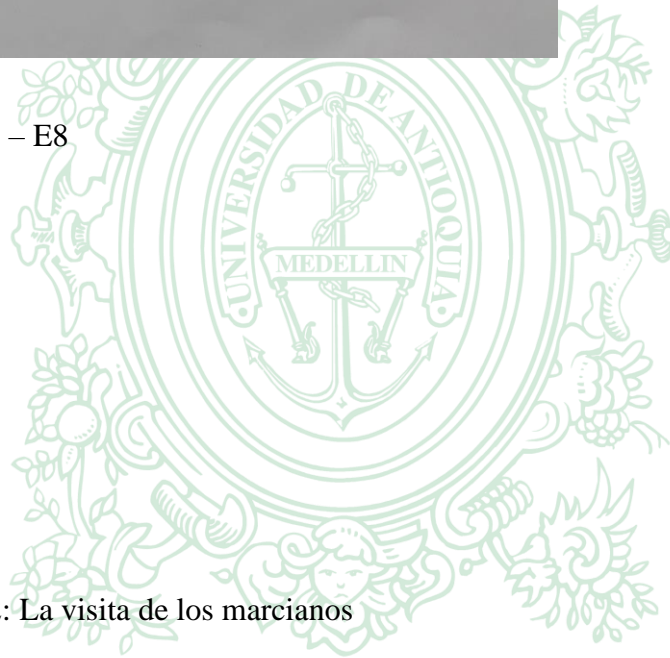 – E8
UNIVERSIDAD DE ANTIOQUIA
MEDELLIN
: La visita de los marcianos